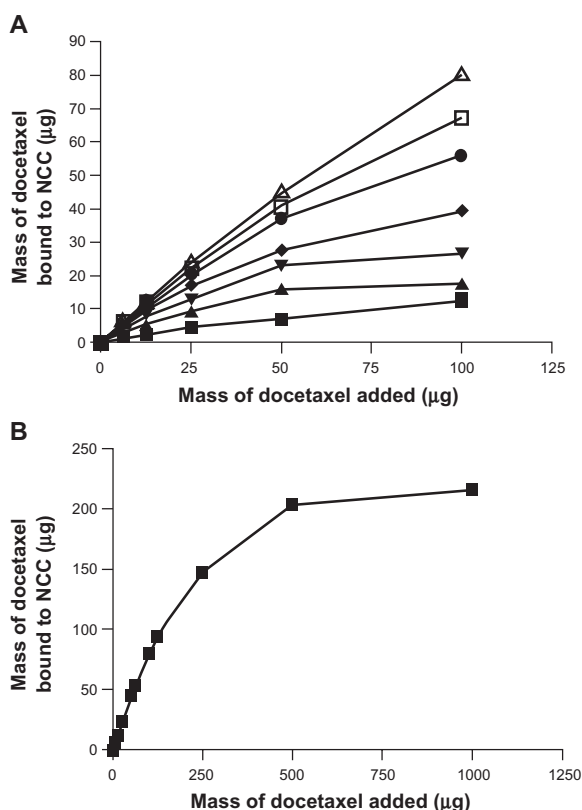 A
90
80
70
60
50
40
30
20
10
0
Mass of docetaxel
bound to NCC (μg)
0 25 50 75 100 125
Mass of docetaxel added (μg)
B
250
200
150
100
50
0
Mass of docetaxel
bound to NCC (μg)
0 250 500 750 1000 1250
Mass of docetaxel added (μg)